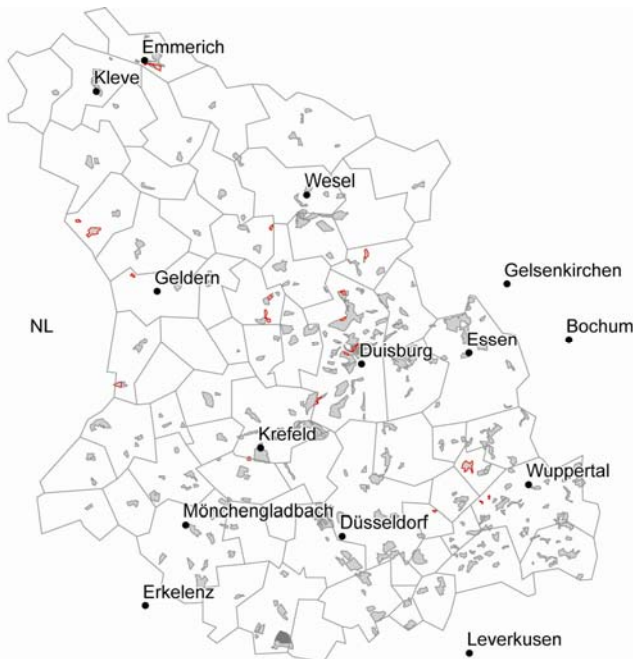 Emmerich
Kleve
Wesel
Gelsenkirchen
Geldern
NL
Bochum
Essen
Duisburg
Krefeld
Wuppertal
Mönchengladbach
Düsseldorf
Erkelenz
Leverkusen